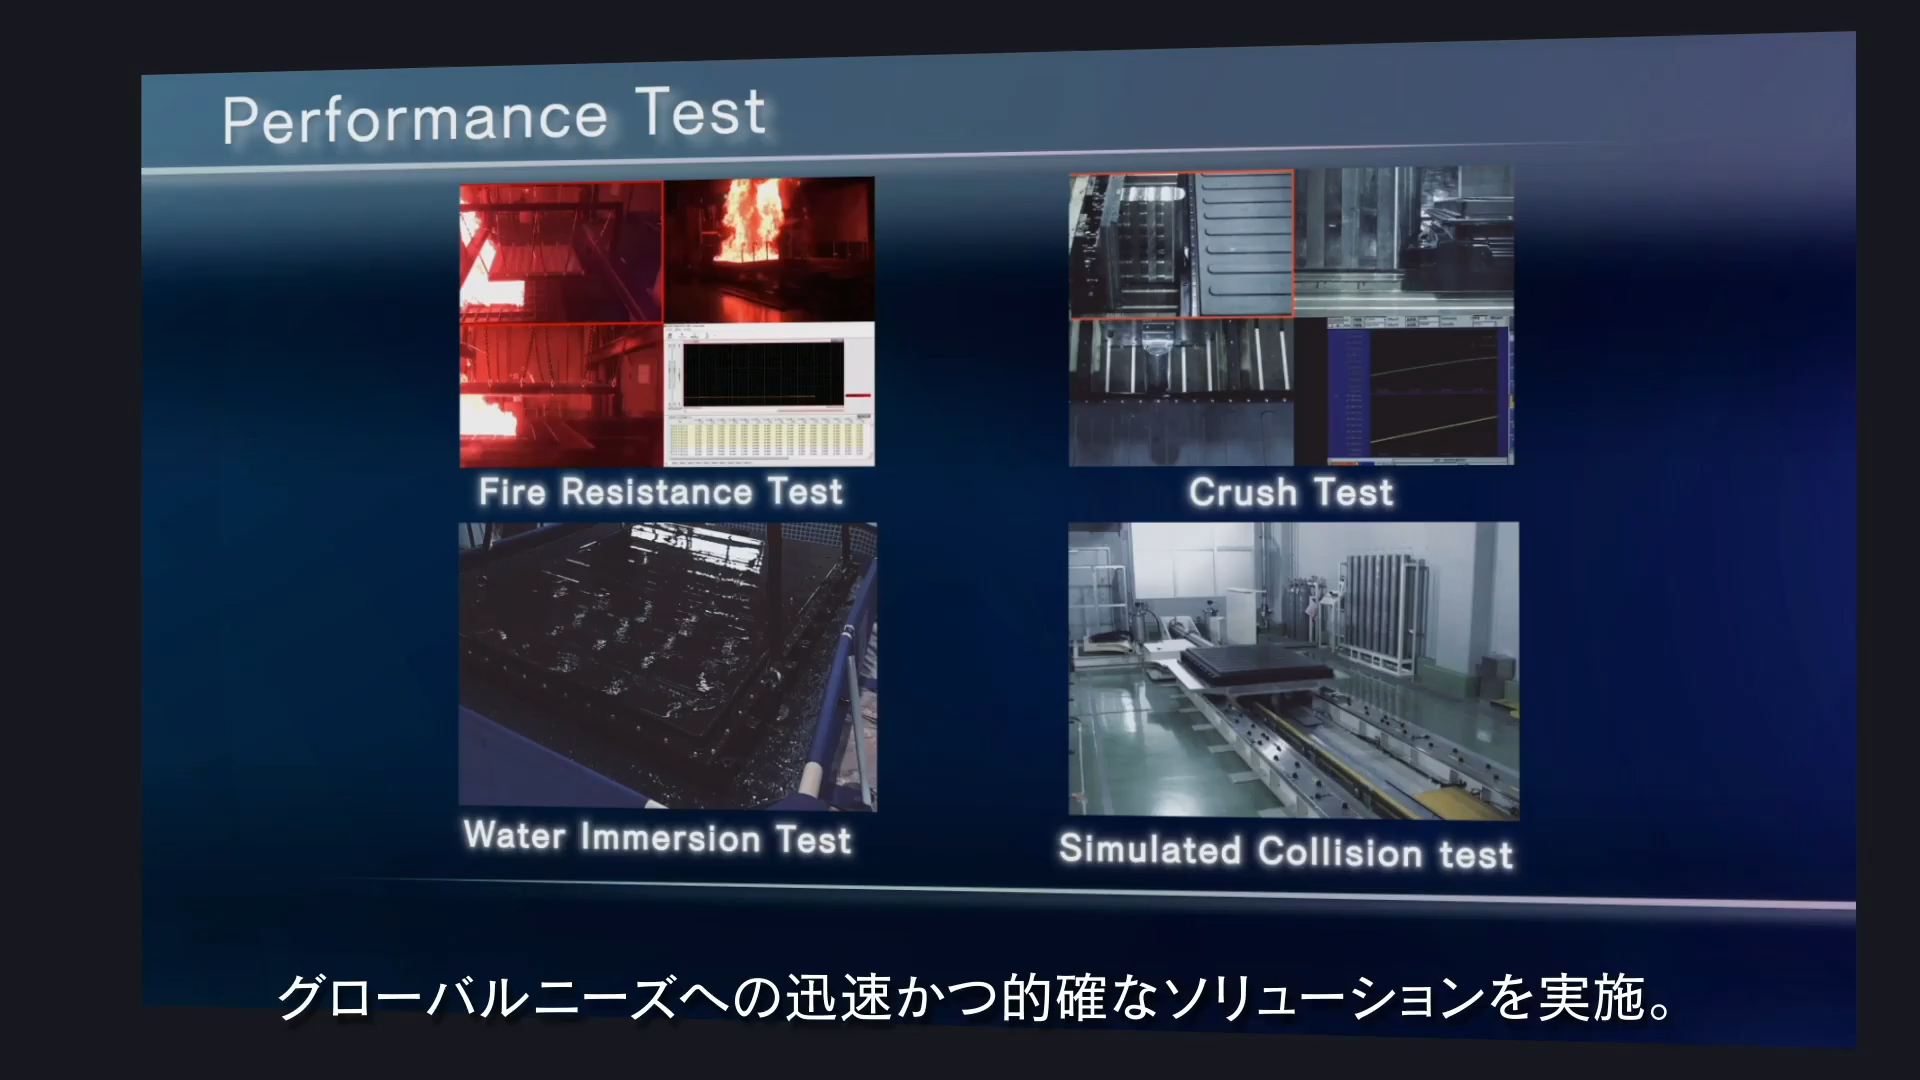 Performance Test
Fire Resistance Test
Crush Test
Water Immersion Test
Simulated Collision test
グローバルニーズへの迅速かつ的確なソリューションを実施。